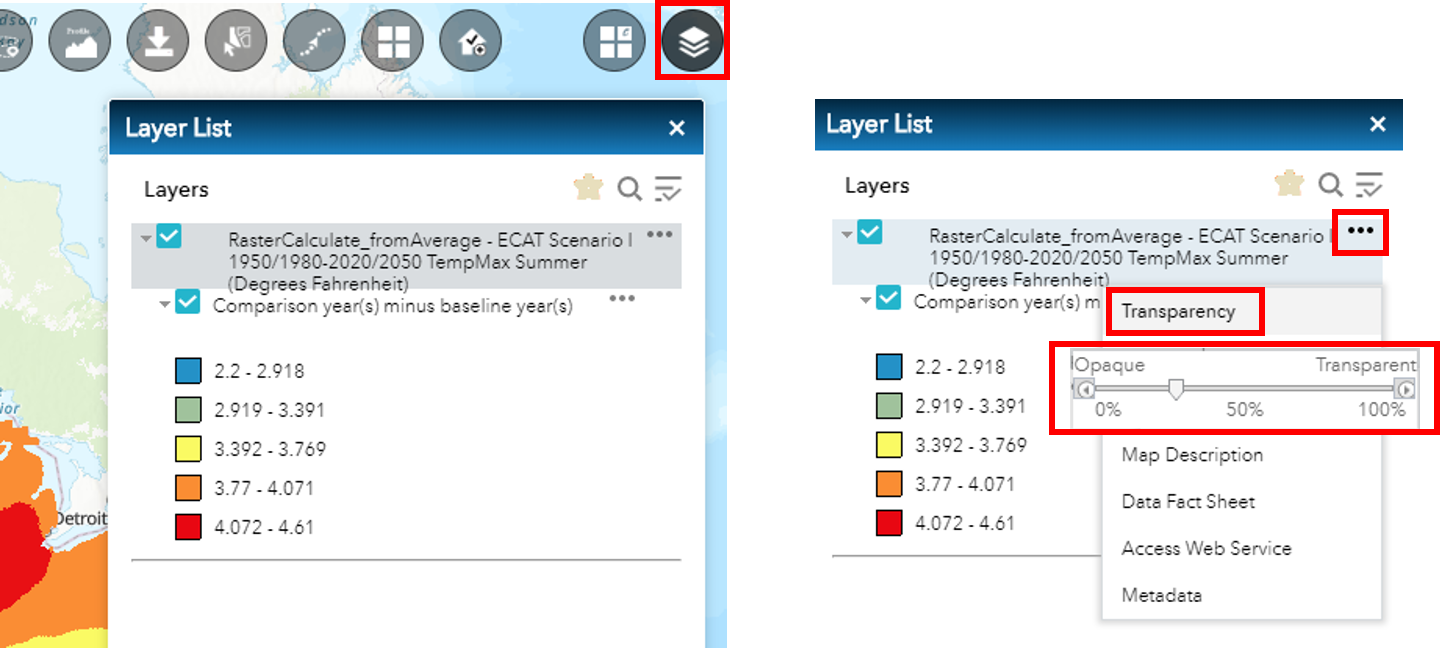 dson
Profile
c
Layer List
Layers
RasterCalculate_fromAverage - ECAT Scenario I
1950/1980-2020/2050 TempMax Summer
(Degrees Fahrenheit)
Comparison year(s) minus baseline year(s)
2.2 - 2.918
2.919 - 3.391
3.392 - 3.769
3.77 - 4.071
4.072 - 4.61
ior
Detroit
Layer List
Layers
RasterCalculate_fromAverage - ECAT Scenario I
1950/1980-2020/2050 TempMax Summer
(Degrees Fahrenheit)
Comparison year(s) m
2.2 - 2.918
2.919 - 3.391
3.392 - 3.769
3.77 - 4.071
4.072 - 4.61
Transparency
Opaque Transparent
0% 50% 100%
Map Description
Data Fact Sheet
Access Web Service
Metadata